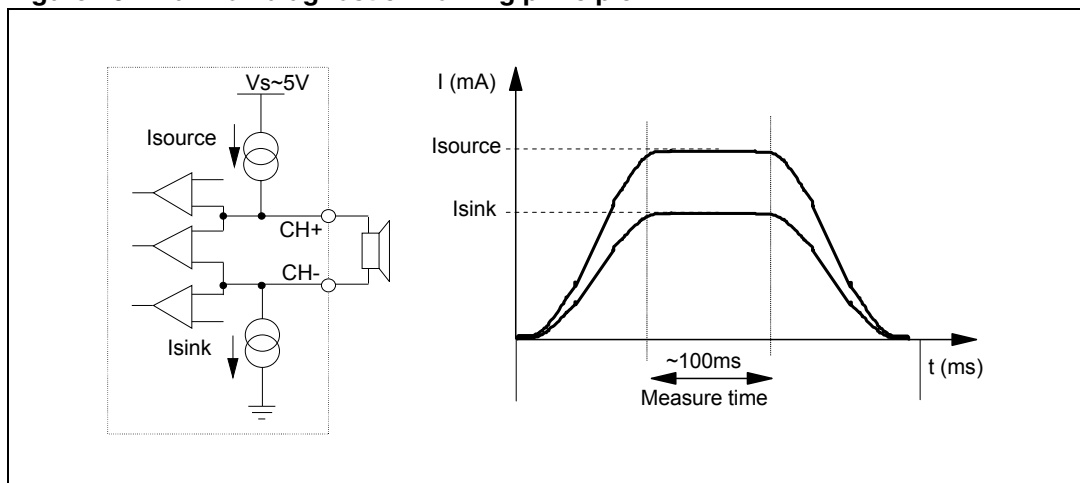 Vs~5V
Isource
CH+
CH-
Isink
I (mA)
Isource
Isink
~100ms
Measure time
t (ms)